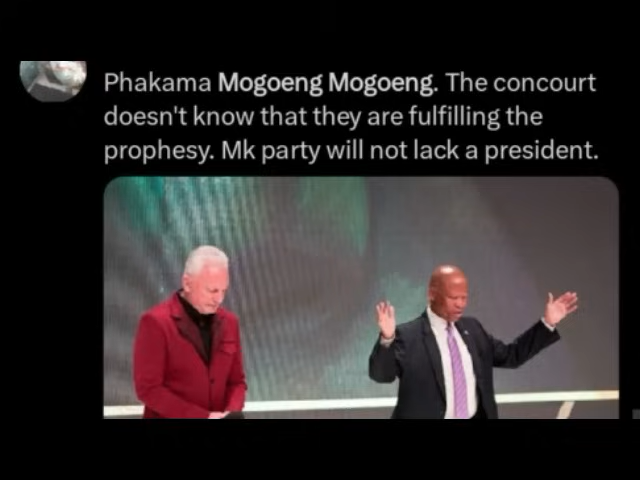 Phakama Mogoeng Mogoeng. The concourt
doesn't know that they are fulfilling the
prophesy. Mk party will not lack a president.